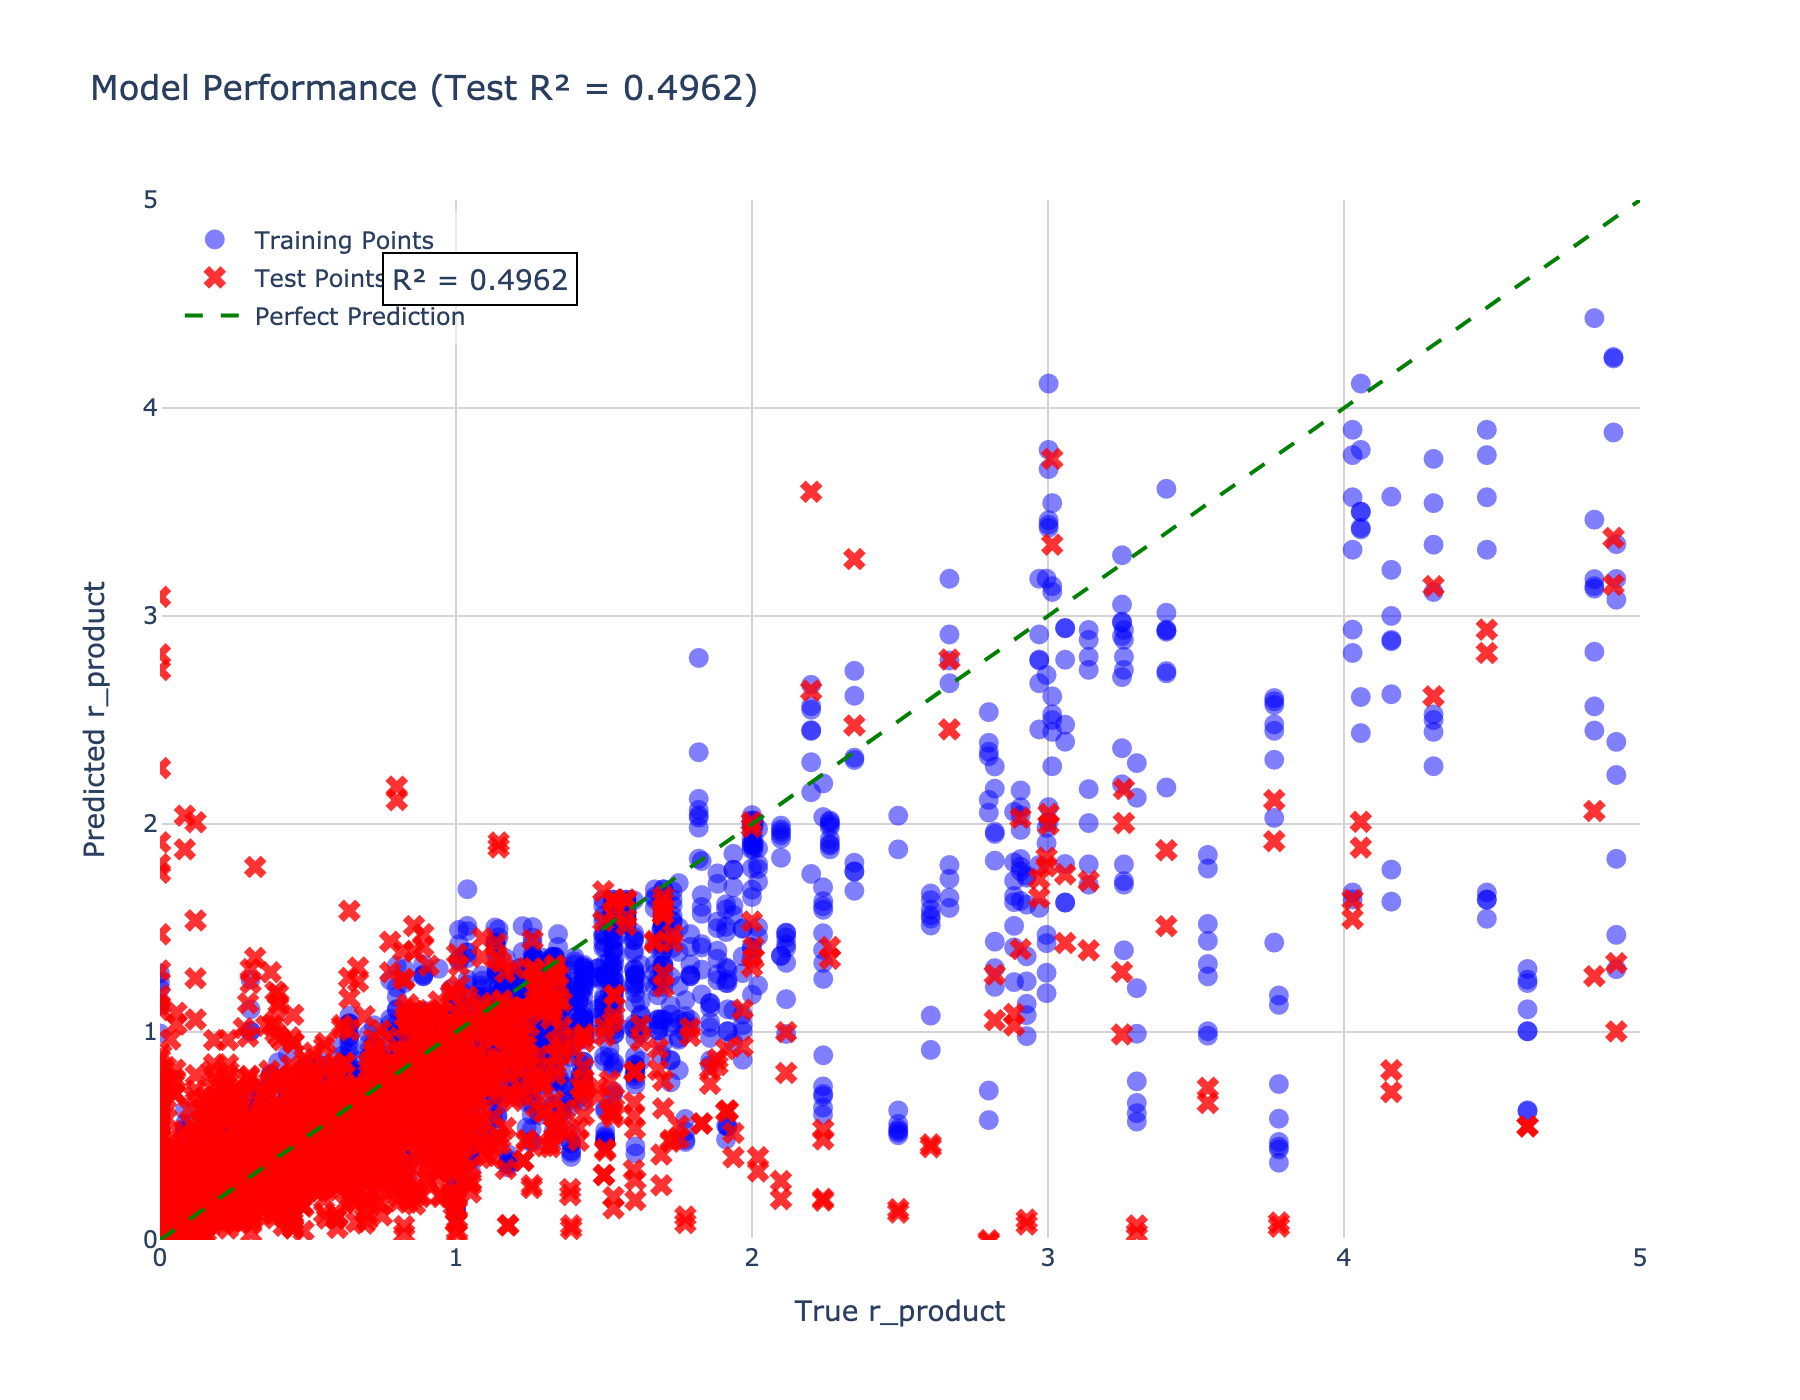 Model Performance (Test R² = 0.4962)
Training Points
Test Points
R² = 0.4962
Perfect Prediction
Predicted r_product
5
4
3
2
1
0
0 1 2 3 4 5
True r_product